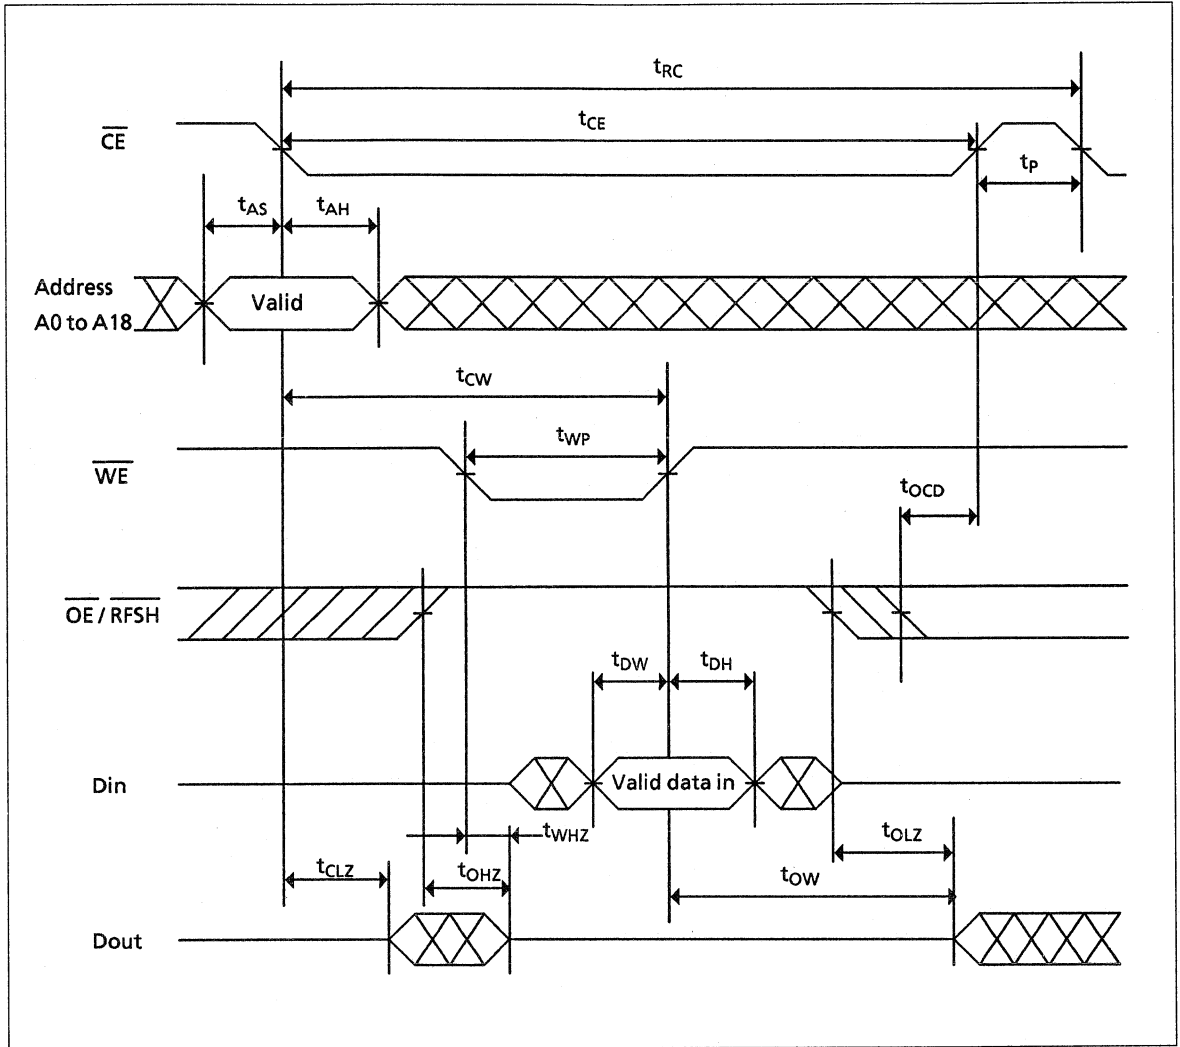 tRC
CE
tCE
tP
tAS
tAH
Address
A0 to A18
Valid
tCW
tWP
WE
tOCD
OE / RFSH
tDW
tDH
Din
Valid data in
tWHZ
tOLZ
tCLZ
tOHZ
tOW
Dout